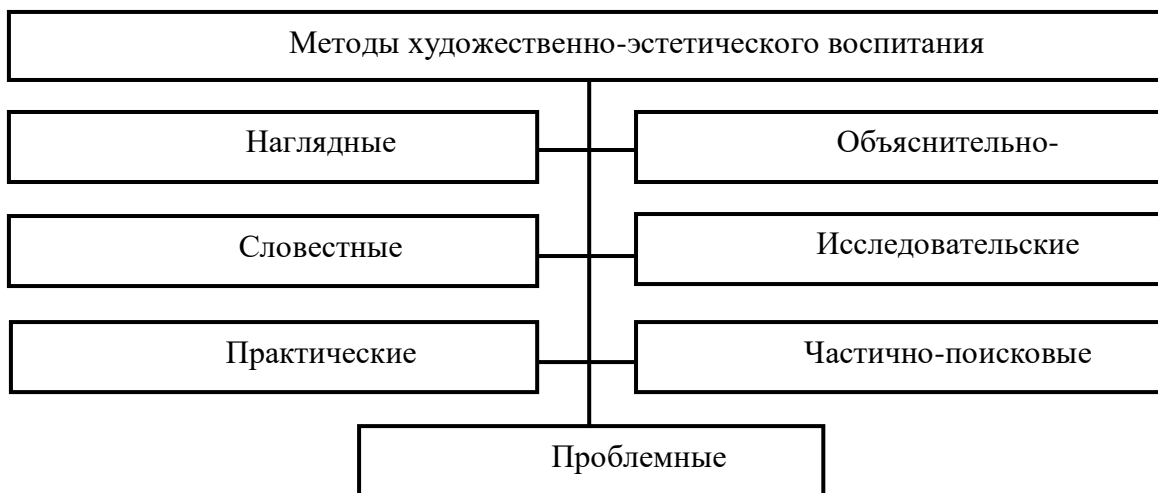 Методы художественно-эстетического воспитания
Наглядные
Объяснительно-
Словестные
Исследовательские
Практические
Частично-поисковые
Проблемные